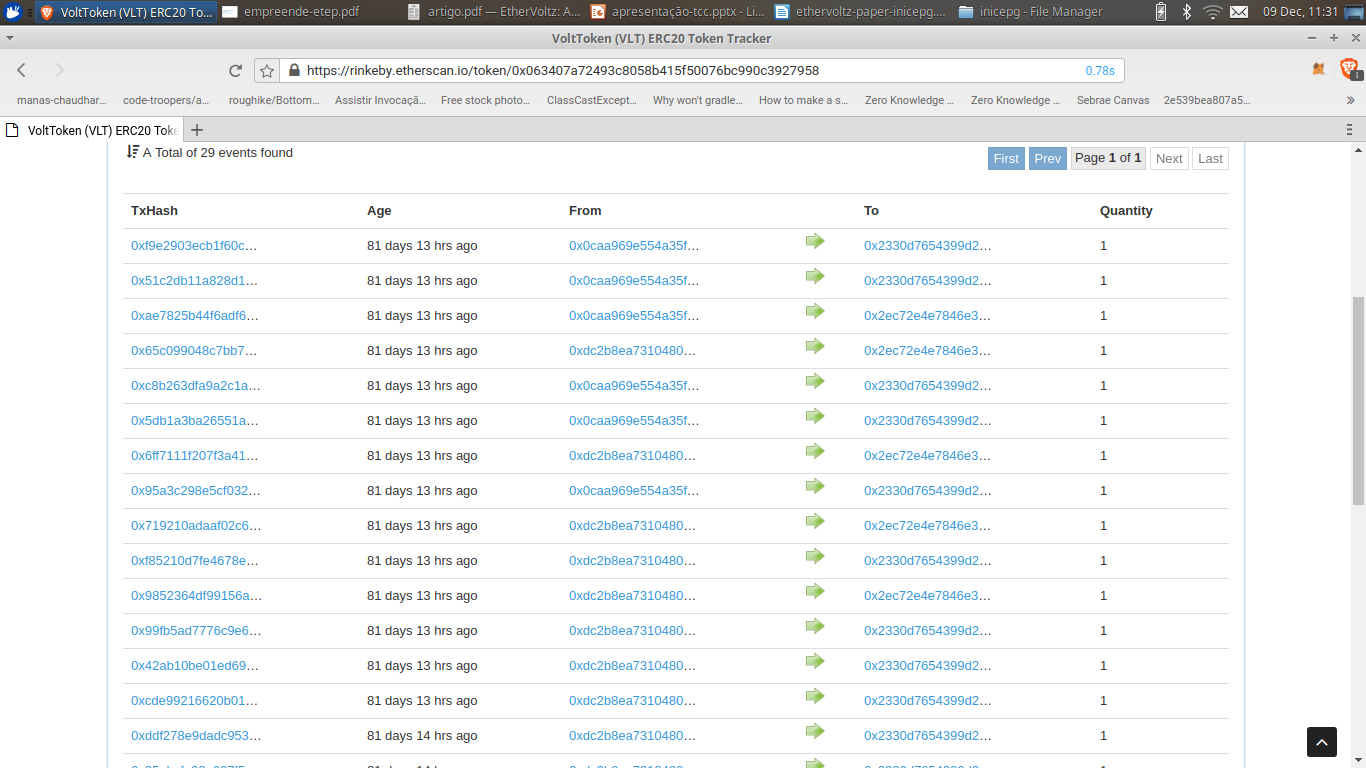 VoltToken (VLT) ERC20 To... empreende-etep.pdf artigo.pdf — EtherVoltz: A... apresentação-tcc.pptx - Li... ethervoltz-paper-inicepg.... inicepg - File Manager 09 Dec, 11:31
VoltToken (VLT) ERC20 Token Tracker
https://rinkeby.etherscan.io/token/0x063407a72493c8058b415f50076bc990c3927958 0.78s 1
manas-chaudhar... code-troopers/a... roughike/Bottom... Assistir Invocaçã... Free stock photo... ClassCastExcept... Why won't gradle... How to make a s... Zero Knowledge ... Zero Knowledge ... Sebrae Canvas 2e539bea807a5... »
VoltToken (VLT) ERC20 Toke
A Total of 29 events found First Prev Page 1 of 1 Next Last
TxHash Age From To Quantity
0xf9e2903ecb1f60c... 81 days 13 hrs ago 0x0caa969e554a35f... 0x2330d7654399d2... 1
0x51c2db11a828d1... 81 days 13 hrs ago 0x0caa969e554a35f... 0x2330d7654399d2... 1
0xae7825b44f6adf6... 81 days 13 hrs ago 0x0caa969e554a35f... 0x2ec72e4e7846e3... 1
0x65c099048c7bb7... 81 days 13 hrs ago 0xdc2b8ea7310480... 0x2ec72e4e7846e3... 1
0xc8b263dfa9a2c1a... 81 days 13 hrs ago 0x0caa969e554a35f... 0x2330d7654399d2... 1
0x5db1a3ba26551a... 81 days 13 hrs ago 0x0caa969e554a35f... 0x2330d7654399d2... 1
0x6ff7111f207f3a41... 81 days 13 hrs ago 0xdc2b8ea7310480... 0x2ec72e4e7846e3... 1
0x95a3c298e5cf032... 81 days 13 hrs ago 0x0caa969e554a35f... 0x2330d7654399d2... 1
0x719210adaaf02c6... 81 days 13 hrs ago 0xdc2b8ea7310480... 0x2ec72e4e7846e3... 1
0xf85210d7fe4678e... 81 days 13 hrs ago 0xdc2b8ea7310480... 0x2330d7654399d2... 1
0x9852364df99156a... 81 days 13 hrs ago 0xdc2b8ea7310480... 0x2ec72e4e7846e3... 1
0x99fb5ad7776c9e6... 81 days 13 hrs ago 0xdc2b8ea7310480... 0x2330d7654399d2... 1
0x42ab10be01ed69... 81 days 13 hrs ago 0xdc2b8ea7310480... 0x2330d7654399d2... 1
0xcde99216620b01... 81 days 13 hrs ago 0xdc2b8ea7310480... 0x2330d7654399d2... 1
0xddf278e9dadc953... 81 days 14 hrs ago 0xdc2b8ea7310480... 0x2330d7654399d2... 1